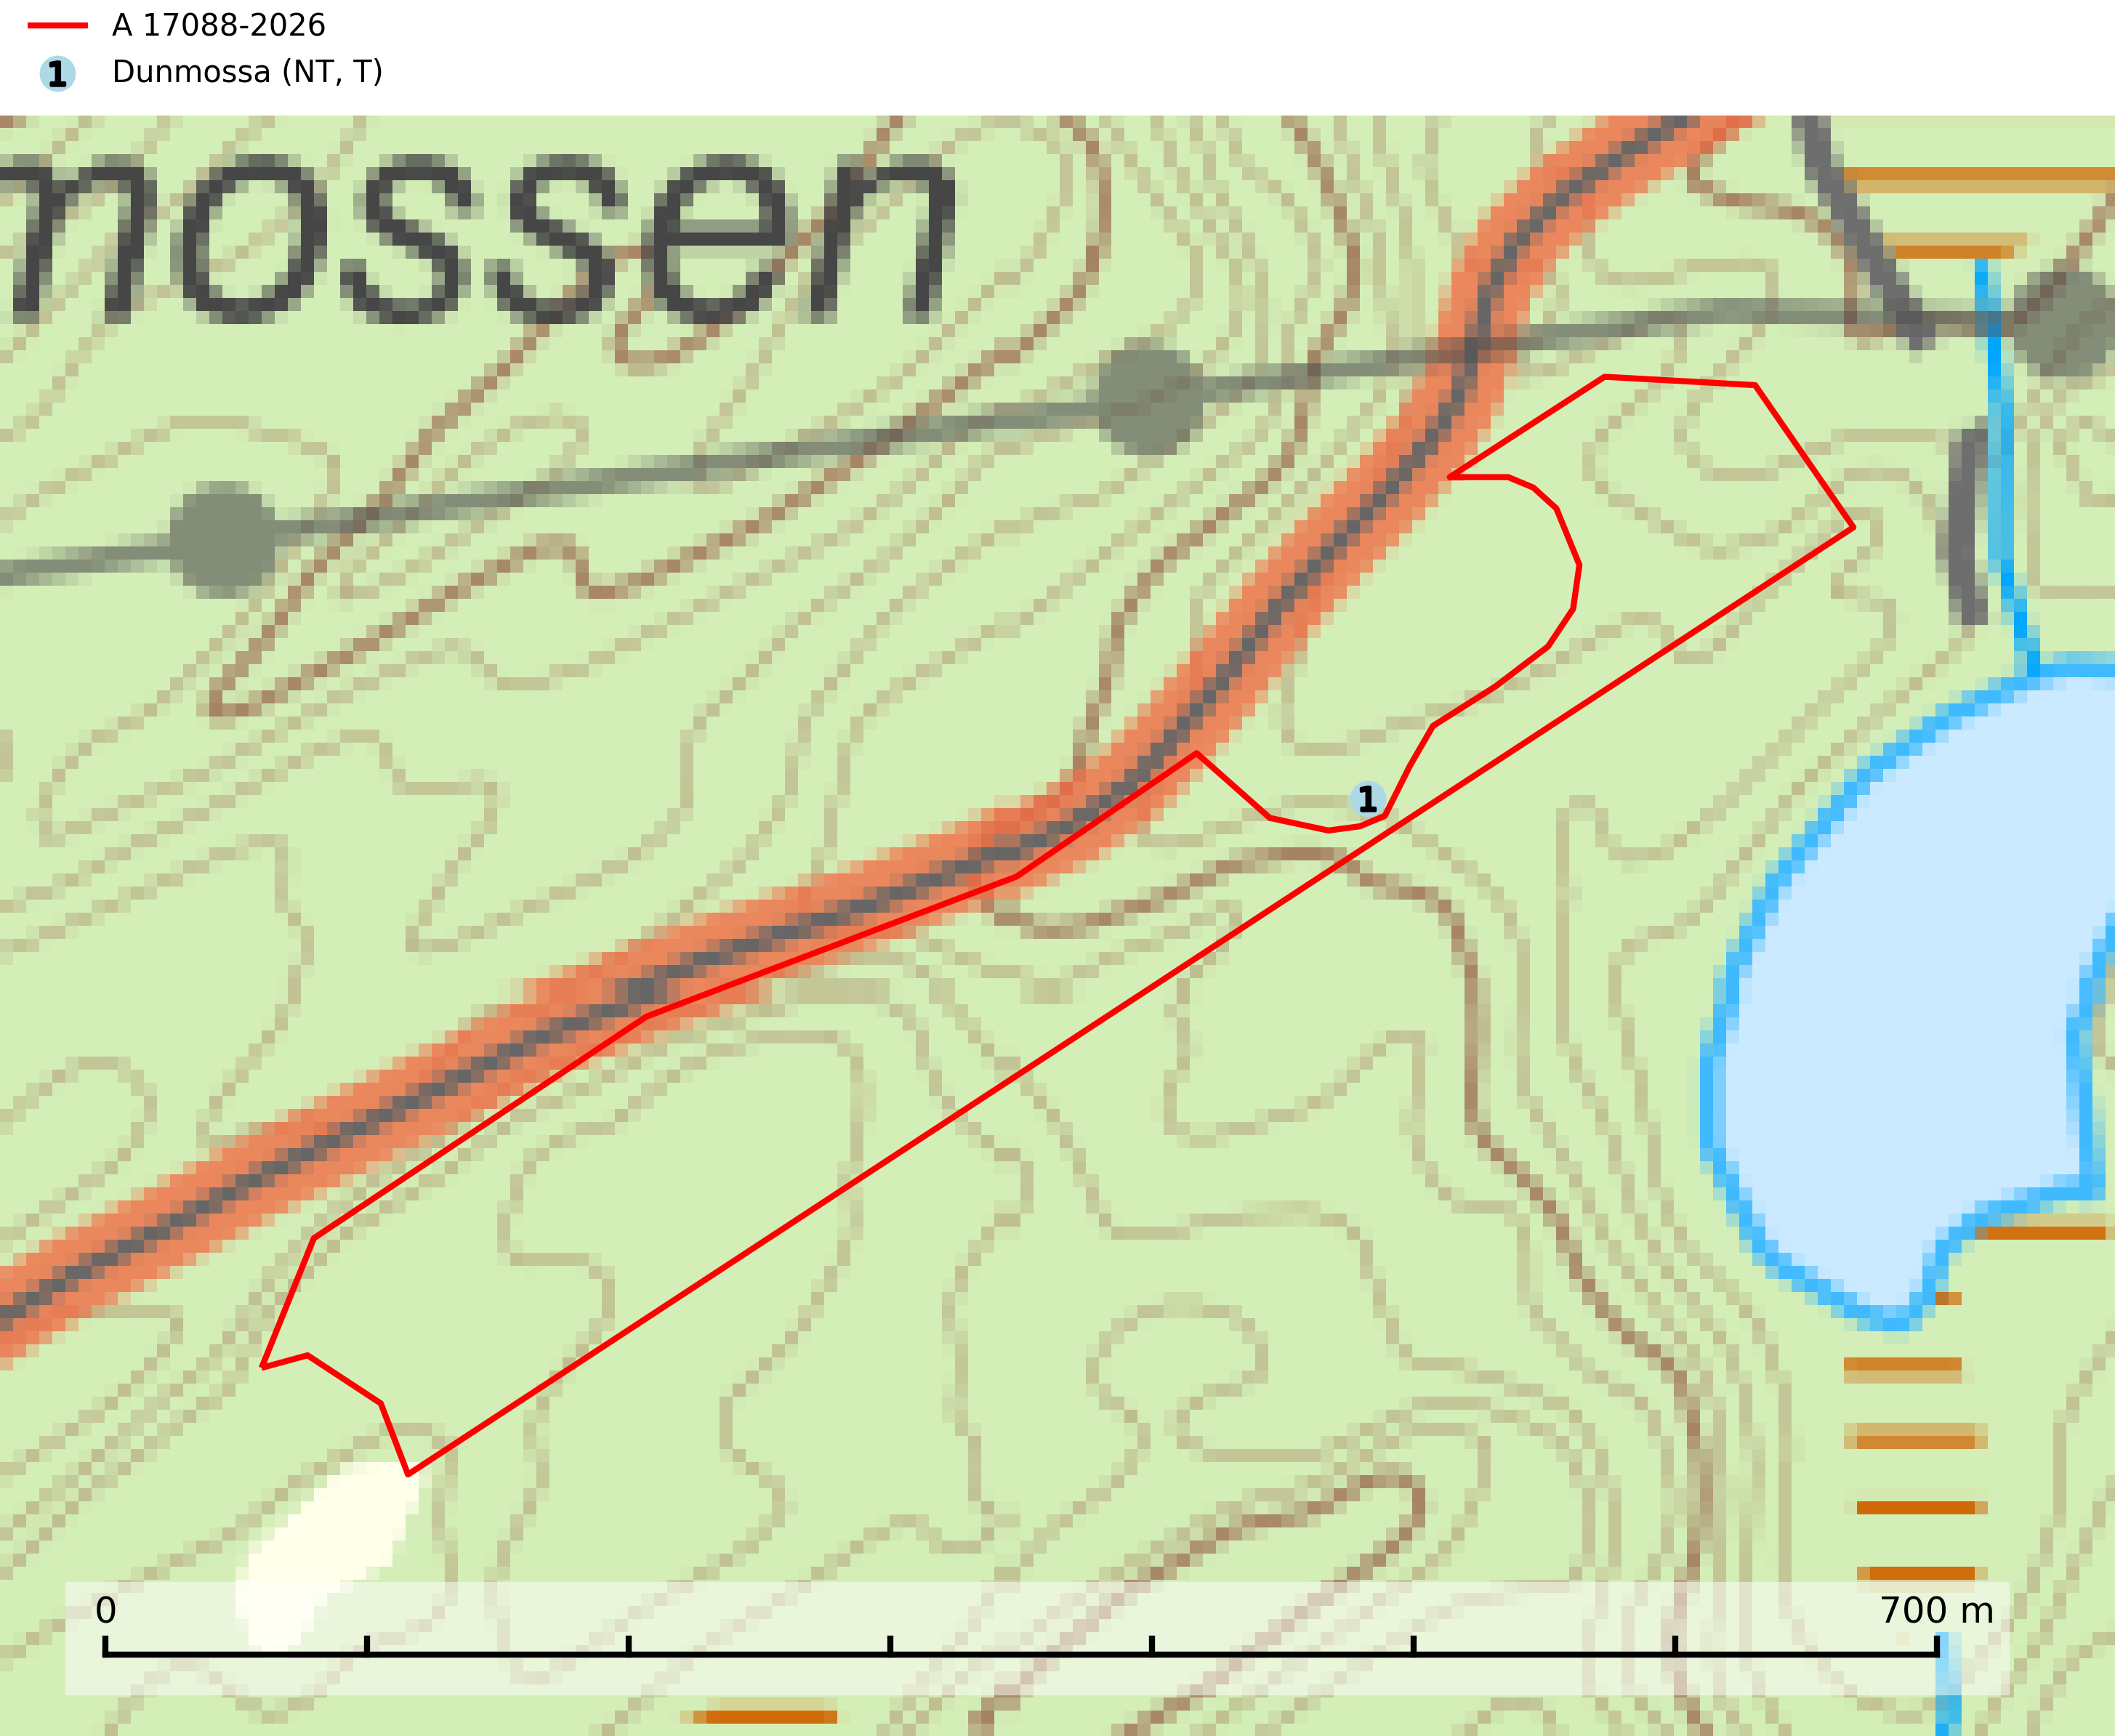 A 17088-2026
1 Dunmossa (NT, T)
mossen
1
0 700 m